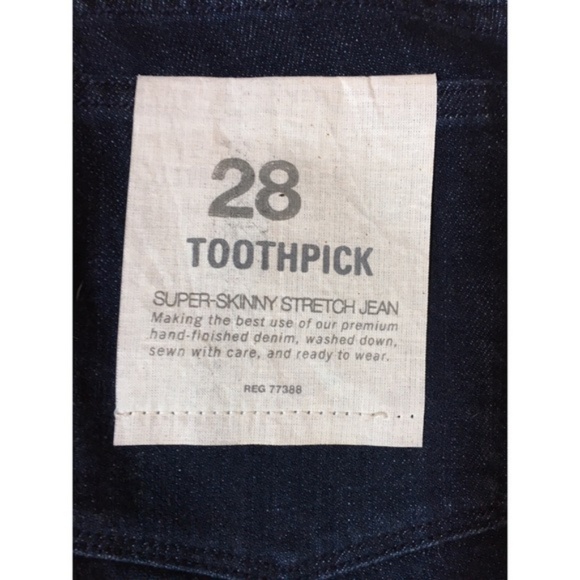 28
TOOTHPICK
SUPER-SKINNY STRETCH JEAN
Making the best use of our premium
hand-finished denim, washed down,
sewn with care, and ready to wear.
REG 77388